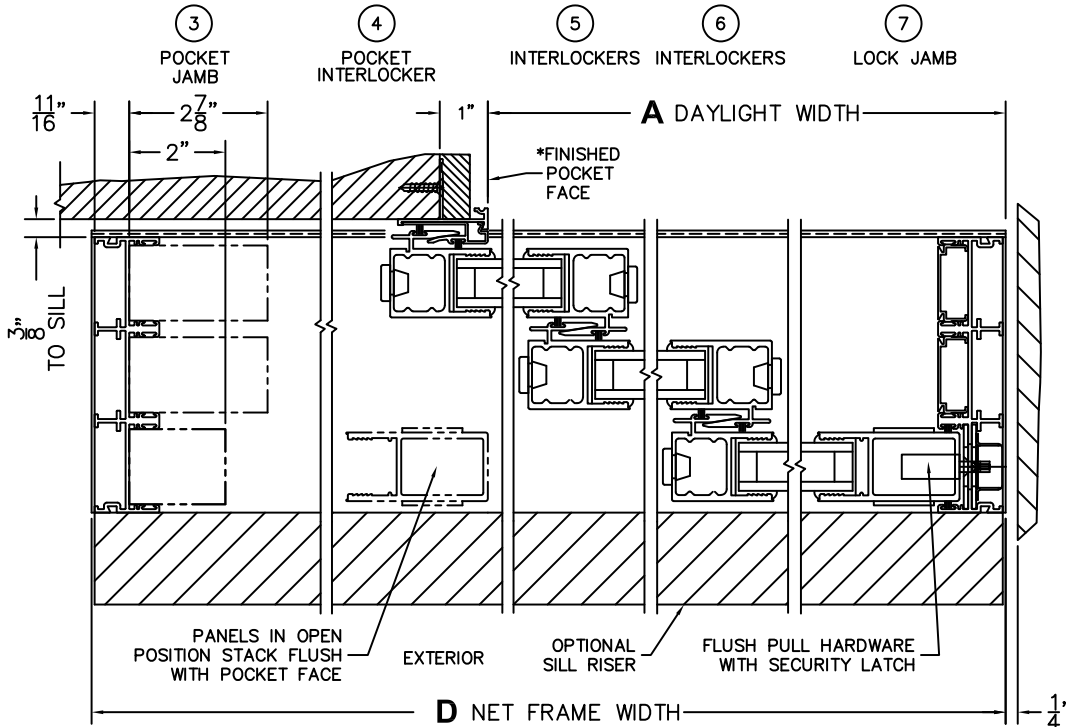 3
POCKET
JAMB
4
POCKET
INTERLOCKER
5
INTERLOCKERS
6
INTERLOCKERS
7
LOCK JAMB
11/16"
2 7/8"
2"
1"
A DAYLIGHT WIDTH
*FINISHED
POCKET
FACE
3/8"
TO SILL
PANELS IN OPEN
POSITION STACK FLUSH
WITH POCKET FACE
EXTERIOR
OPTIONAL
SILL RISER
FLUSH PULL HARDWARE
WITH SECURITY LATCH
D NET FRAME WIDTH
1/4"